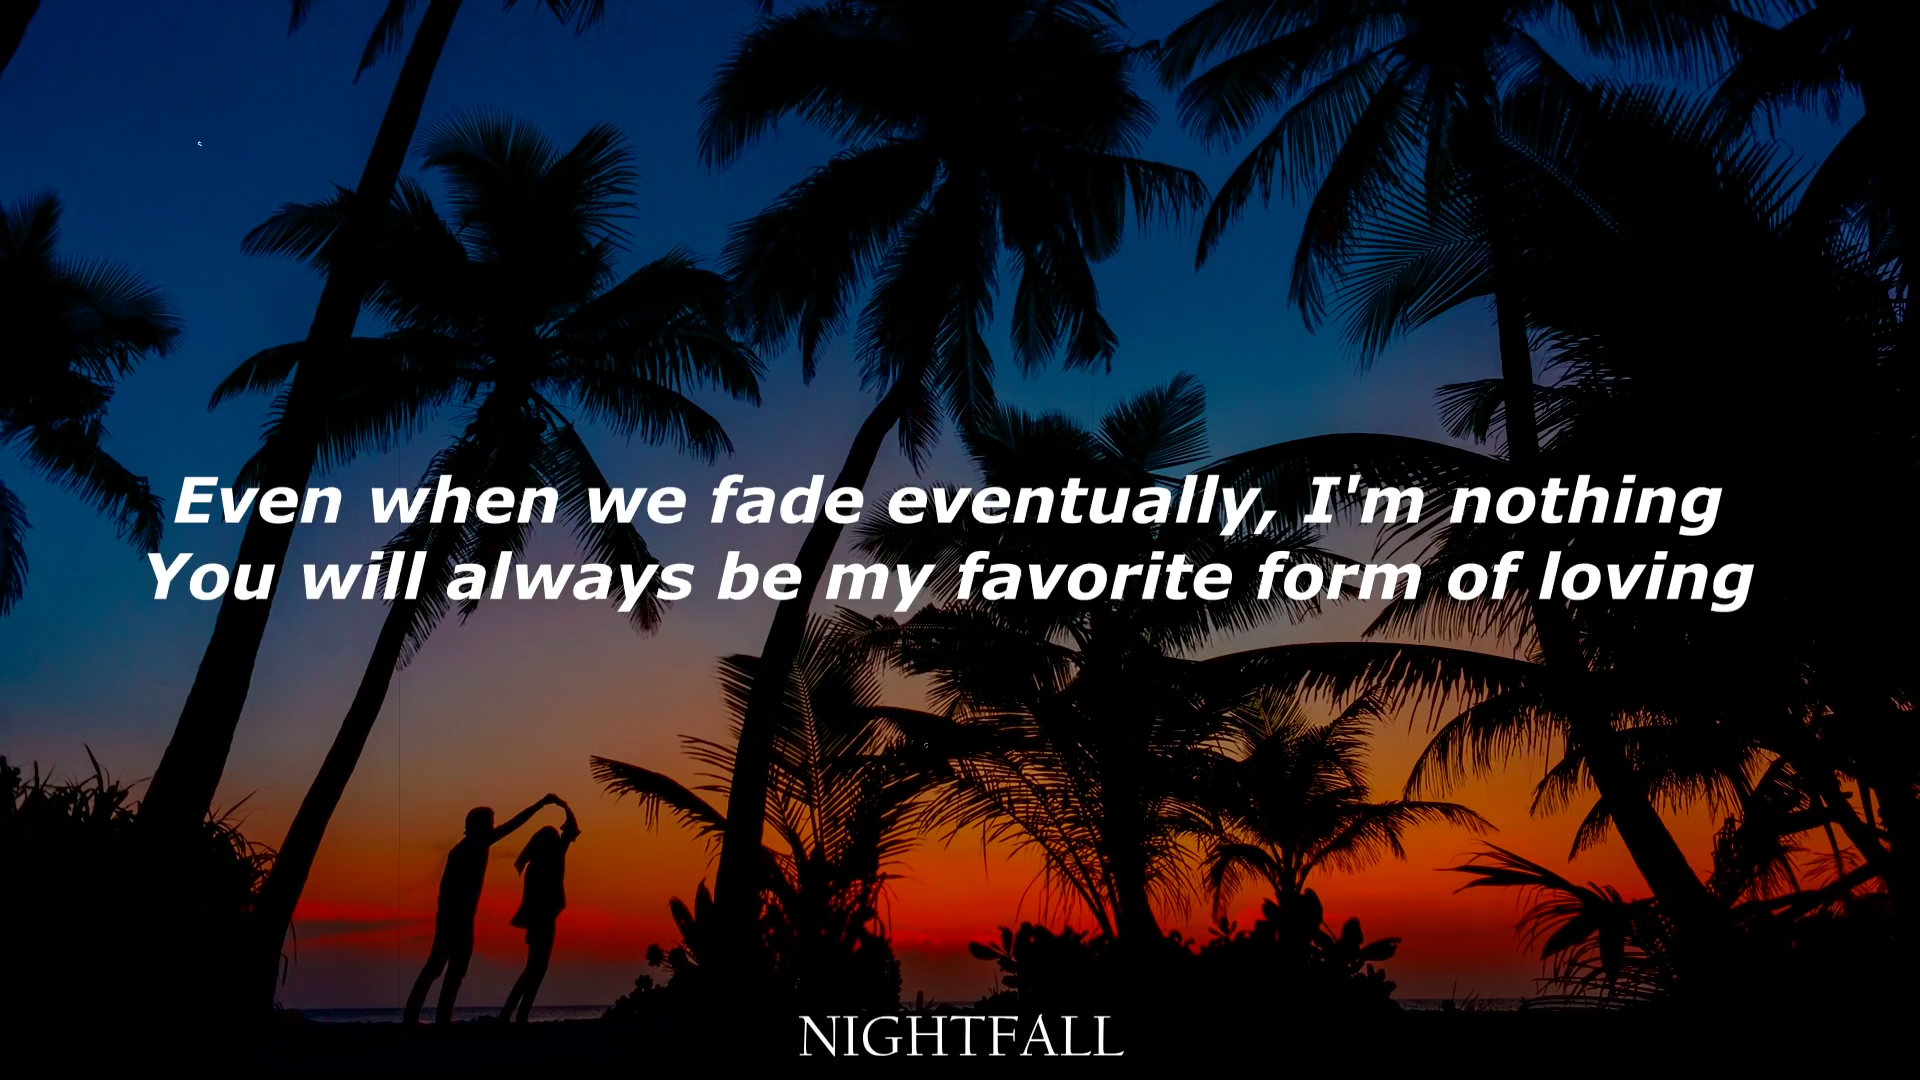 Even when we fade eventually, I'm nothing
You will always be my favorite form of loving
NIGHTFALL